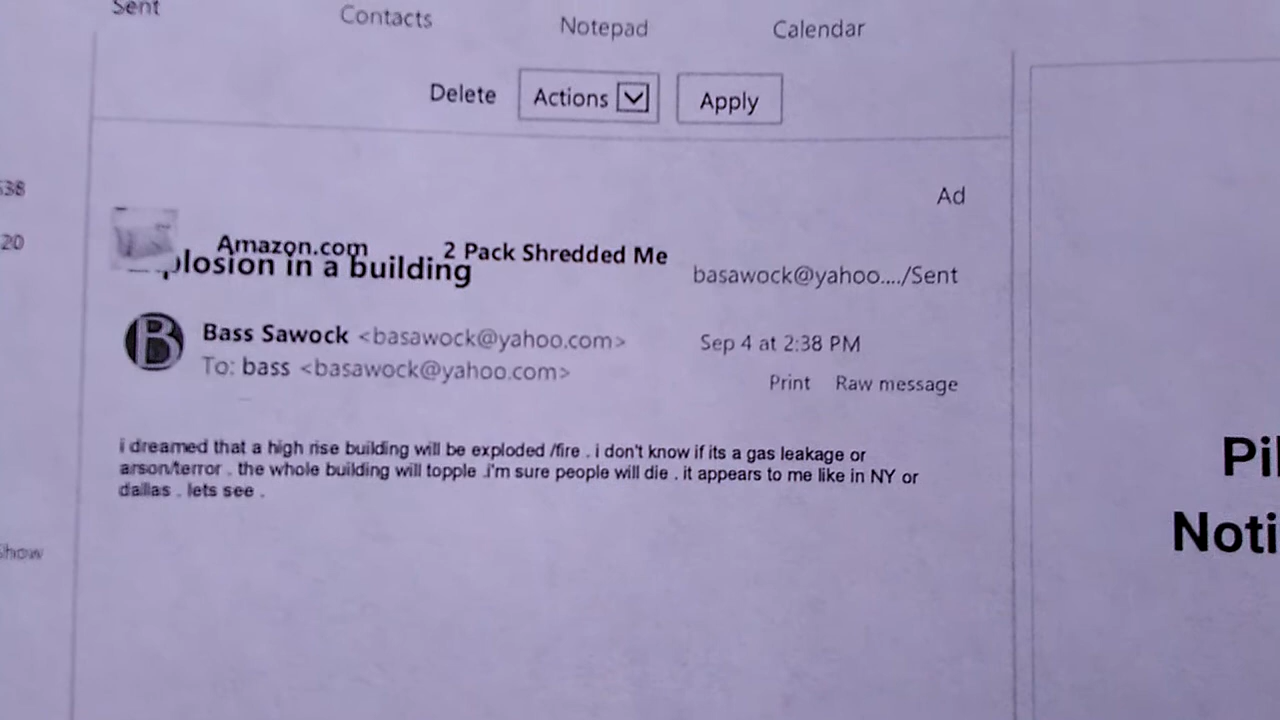 Sent Contacts Notepad Calendar
Delete Actions Apply
Ad
Amazon.com 2 Pack Shredded Me
plosion in a building
basawock@yahoo..../Sent
Bass Sawock <basawock@yahoo.com> Sep 4 at 2:38 PM
To: bass <basawock@yahoo.com>
Print Raw message
i dreamed that a high rise building will be exploded /fire . i don't know if its a gas leakage or
arson/terror . the whole building will topple .i'm sure people will die . it appears to me like in NY or
dallas . lets see .
38
20
Show
Pil
Noti